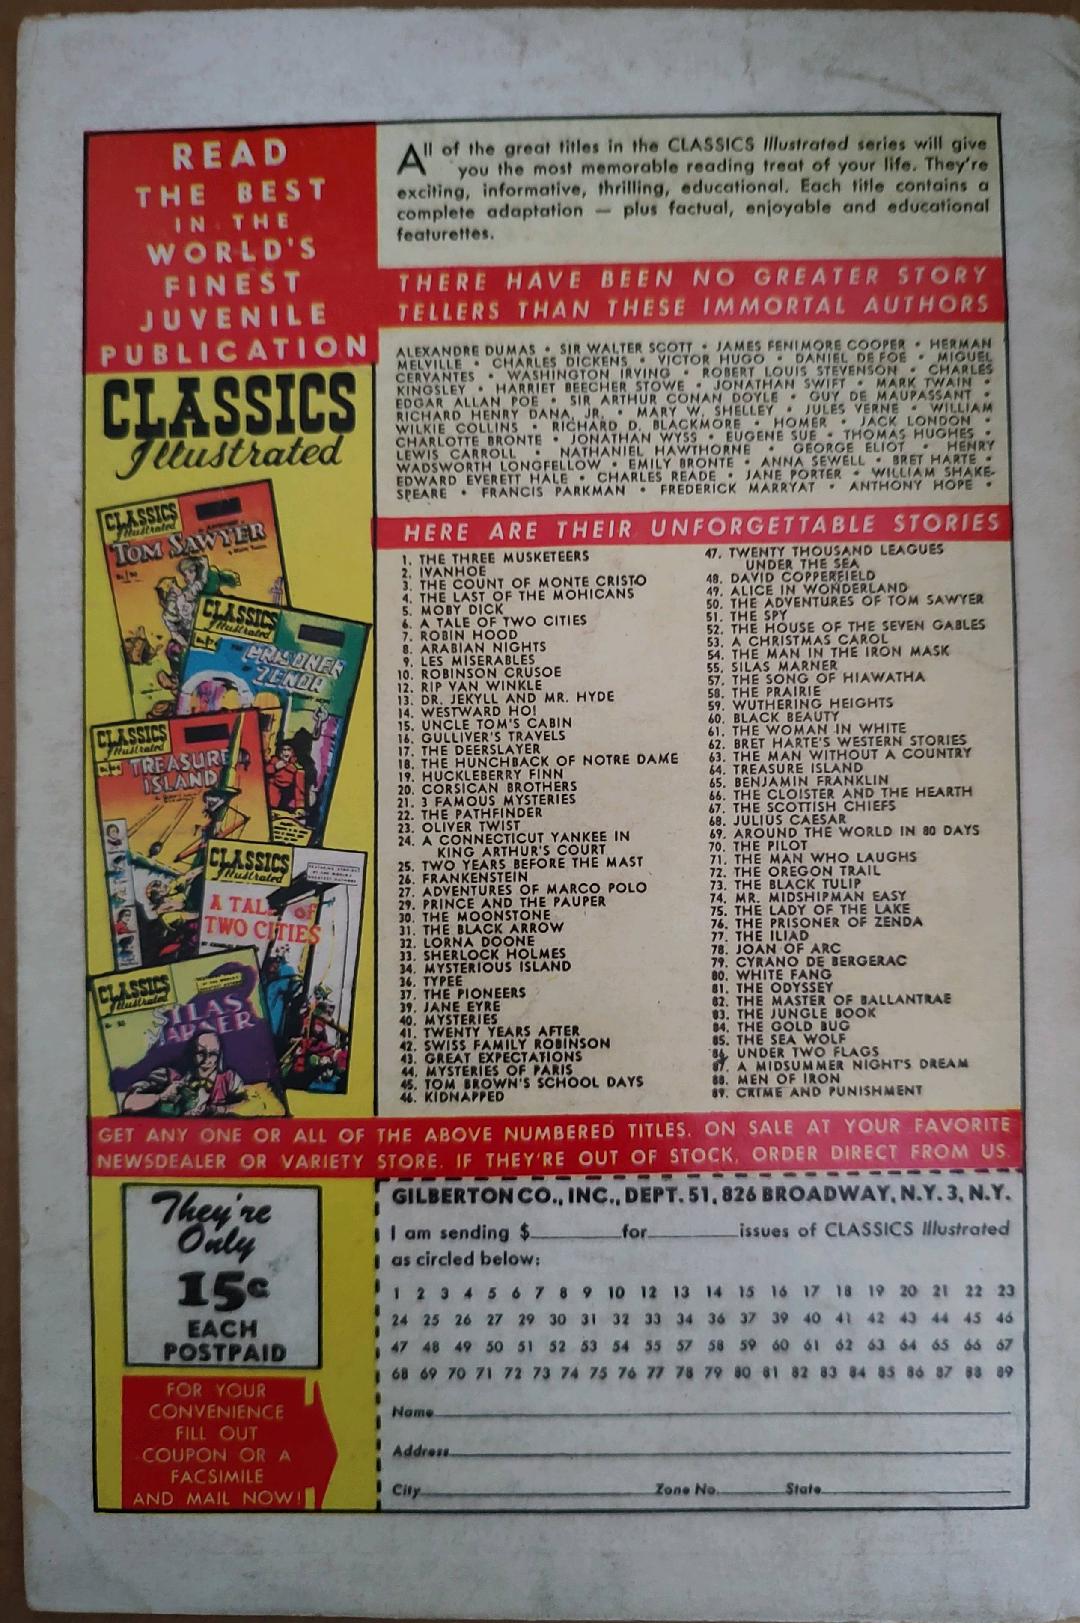 READ
THE BEST
IN THE
WORLD'S
FINEST
JUVENILE
PUBLICATION
CLASSICS
Illustrated
CLASSICS
Illustrated
TOM SAWYER
CLASSICS
Illustrated
THE
PRISONER
OF
ZENDA
CLASSICS
Illustrated
TREASURE
ISLAND
CLASSICS
Illustrated
A TALE of
TWO CITIES
CLASSICS
Illustrated
SILAS
MARNER
All of the great titles in the CLASSICS Illustrated series will give
you the most memorable reading treat of your life. They're
exciting, informative, thrilling, educational. Each title contains a
complete adaptation — plus factual, enjoyable and educational
featurettes.
THERE HAVE BEEN NO GREATER STORY
TELLERS THAN THESE IMMORTAL AUTHORS
ALEXANDRE DUMAS • SIR WALTER SCOTT • JAMES FENIMORE COOPER • HERMAN
MELVILLE • CHARLES DICKENS • VICTOR HUGO • DANIEL DE FOE • MIGUEL
CERVANTES • WASHINGTON IRVING • ROBERT LOUIS STEVENSON • CHARLES
KINGSLEY • HARRIET BEECHER STOWE • JONATHAN SWIFT • MARK TWAIN •
EDGAR ALLAN POE • SIR ARTHUR CONAN DOYLE • GUY DE MAUPASSANT •
RICHARD HENRY DANA, JR. • MARY W. SHELLEY • JULES VERNE • WILLIAM
WILKIE COLLINS • RICHARD D. BLACKMORE • HOMER • JACK LONDON •
CHARLOTTE BRONTE • JONATHAN WYSS • EUGENE SUE • THOMAS HUGHES •
LEWIS CARROLL • NATHANIEL HAWTHORNE • GEORGE ELIOT • HENRY
WADSWORTH LONGFELLOW • EMILY BRONTE • ANNA SEWELL • BRET HARTE •
EDWARD EVERETT HALE • CHARLES READE • JANE PORTER • WILLIAM SHAKE-
SPEARE • FRANCIS PARKMAN • FREDERICK MARRYAT • ANTHONY HOPE •
HERE ARE THEIR UNFORGETTABLE STORIES
1. THE THREE MUSKETEERS
2. IVANHOE
3. THE COUNT OF MONTE CRISTO
4. THE LAST OF THE MOHICANS
5. MOBY DICK
6. A TALE OF TWO CITIES
7. ROBIN HOOD
8. ARABIAN NIGHTS
9. LES MISERABLES
10. ROBINSON CRUSOE
12. RIP VAN WINKLE
13. DR. JEKYLL AND MR. HYDE
14. WESTWARD HO!
15. UNCLE TOM'S CABIN
16. GULLIVER'S TRAVELS
17. THE DEERSLAYER
18. THE HUNCHBACK OF NOTRE DAME
19. HUCKLEBERRY FINN
20. CORSICAN BROTHERS
21. 3 FAMOUS MYSTERIES
22. THE PATHFINDER
23. OLIVER TWIST
24. A CONNECTICUT YANKEE IN
KING ARTHUR'S COURT
25. TWO YEARS BEFORE THE MAST
26. FRANKENSTEIN
27. ADVENTURES OF MARCO POLO
29. PRINCE AND THE PAUPER
30. THE MOONSTONE
31. THE BLACK ARROW
32. LORNA DOONE
33. SHERLOCK HOLMES
34. MYSTERIOUS ISLAND
36. TYPEE
37. THE PIONEERS
39. JANE EYRE
40. MYSTERIES
41. TWENTY YEARS AFTER
42. SWISS FAMILY ROBINSON
43. GREAT EXPECTATIONS
44. MYSTERIES OF PARIS
45. TOM BROWN'S SCHOOL DAYS
46. KIDNAPPED
47. TWENTY THOUSAND LEAGUES
UNDER THE SEA
48. DAVID COPPERFIELD
49. ALICE IN WONDERLAND
50. THE ADVENTURES OF TOM SAWYER
51. THE SPY
52. THE HOUSE OF THE SEVEN GABLES
53. A CHRISTMAS CAROL
54. THE MAN IN THE IRON MASK
55. SILAS MARNER
57. THE SONG OF HIAWATHA
58. THE PRAIRIE
59. WUTHERING HEIGHTS
60. BLACK BEAUTY
61. THE WOMAN IN WHITE
62. BRET HARTE'S WESTERN STORIES
63. THE MAN WITHOUT A COUNTRY
64. TREASURE ISLAND
65. BENJAMIN FRANKLIN
66. THE CLOISTER AND THE HEARTH
67. THE SCOTTISH CHIEFS
68. JULIUS CAESAR
69. AROUND THE WORLD IN 80 DAYS
70. THE PILOT
71. THE MAN WHO LAUGHS
72. THE OREGON TRAIL
73. THE BLACK TULIP
74. MR. MIDSHIPMAN EASY
75. THE LADY OF THE LAKE
76. THE PRISONER OF ZENDA
77. THE ILIAD
78. JOAN OF ARC
79. CYRANO DE BERGERAC
80. WHITE FANG
81. THE ODYSSEY
82. THE MASTER OF BALLANTRAE
83. THE JUNGLE BOOK
84. THE GOLD BUG
85. THE SEA WOLF
86. UNDER TWO FLAGS
87. A MIDSUMMER NIGHT'S DREAM
88. MEN OF IRON
89. CRIME AND PUNISHMENT
GET ANY ONE OR ALL OF THE ABOVE NUMBERED TITLES. ON SALE AT YOUR FAVORITE
NEWSDEALER OR VARIETY STORE. IF THEY'RE OUT OF STOCK, ORDER DIRECT FROM US.
They're
Only
15¢
EACH
POSTPAID
FOR YOUR
CONVENIENCE
FILL OUT
COUPON OR A
FACSIMILE
AND MAIL NOW!
GILBERTON CO., INC., DEPT. 51, 826 BROADWAY, N.Y. 3, N.Y.
I am sending $ for issues of CLASSICS Illustrated
as circled below:
1 2 3 4 5 6 7 8 9 10 12 13 14 15 16 17 18 19 20 21 22 23
24 25 26 27 29 30 31 32 33 34 36 37 39 40 41 42 43 44 45 46
47 48 49 50 51 52 53 54 55 57 58 59 60 61 62 63 64 65 66 67
68 69 70 71 72 73 74 75 76 77 78 79 80 81 82 83 84 85 86 87 88 89
Name
Address
City Zone No. State